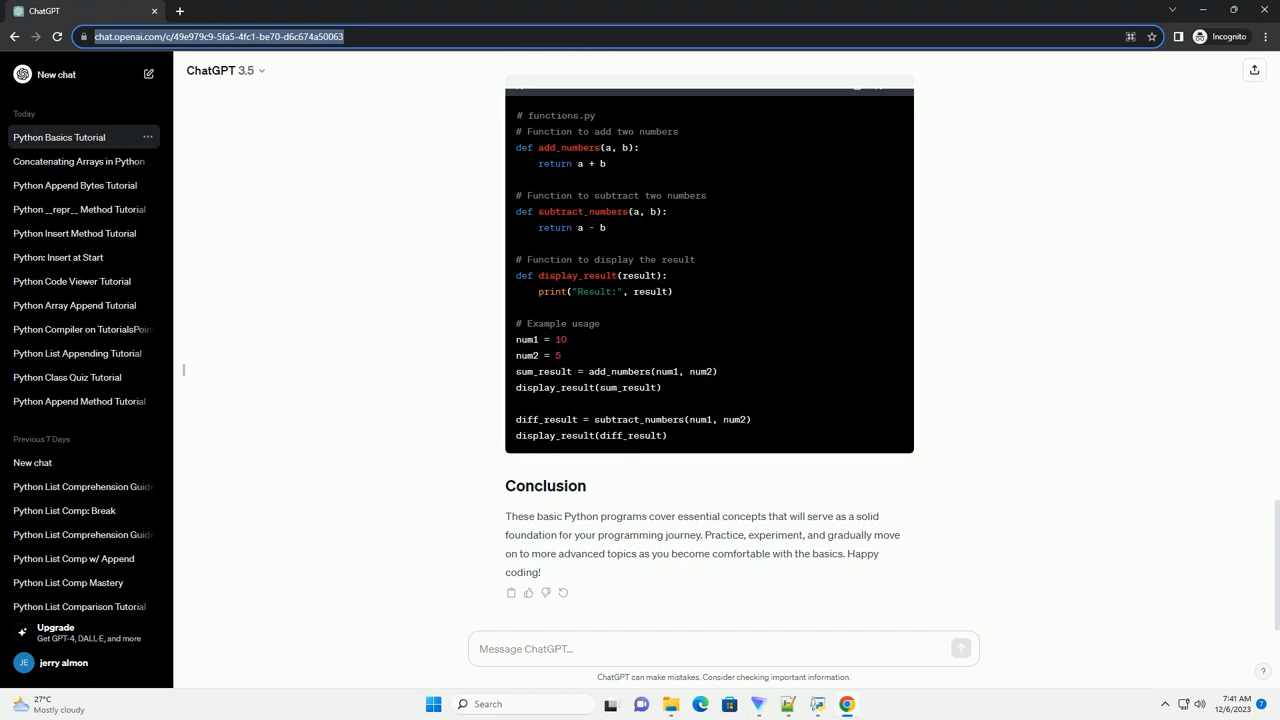 ChatGPT
chat.openai.com/c/49e979c9-5fa5-4fc1-be70-d6c674a50063
Incognito
New chat
ChatGPT 3.5
Today
Python Basics Tutorial
Concatenating Arrays in Python
Python Append Bytes Tutorial
Python __repr__ Method Tutorial
Python Insert Method Tutorial
Python: Insert at Start
Python Code Viewer Tutorial
Python Array Append Tutorial
Python Compiler on TutorialsPoin
Python List Appending Tutorial
Python Class Quiz Tutorial
Python Append Method Tutorial
Previous 7 Days
New chat
Python List Comprehension Guide
Python List Comp: Break
Python List Comprehension Guide
Python List Comp w/ Append
Python List Comp Mastery
Python List Comparison Tutorial
Upgrade
Get GPT-4, DALL·E, and more
JE jerry almon
# functions.py
# Function to add two numbers
def add_numbers(a, b):
return a + b
# Function to subtract two numbers
def subtract_numbers(a, b):
return a - b
# Function to display the result
def display_result(result):
print("Result:", result)
# Example usage
num1 = 10
num2 = 5
sum_result = add_numbers(num1, num2)
display_result(sum_result)
diff_result = subtract_numbers(num1, num2)
display_result(diff_result)
Conclusion
These basic Python programs cover essential concepts that will serve as a solid
foundation for your programming journey. Practice, experiment, and gradually move
on to more advanced topics as you become comfortable with the basics. Happy
coding!
Message ChatGPT...
ChatGPT can make mistakes. Consider checking important information.
?
27°C
Mostly cloudy
Search
7:41 AM
12/6/2023
7